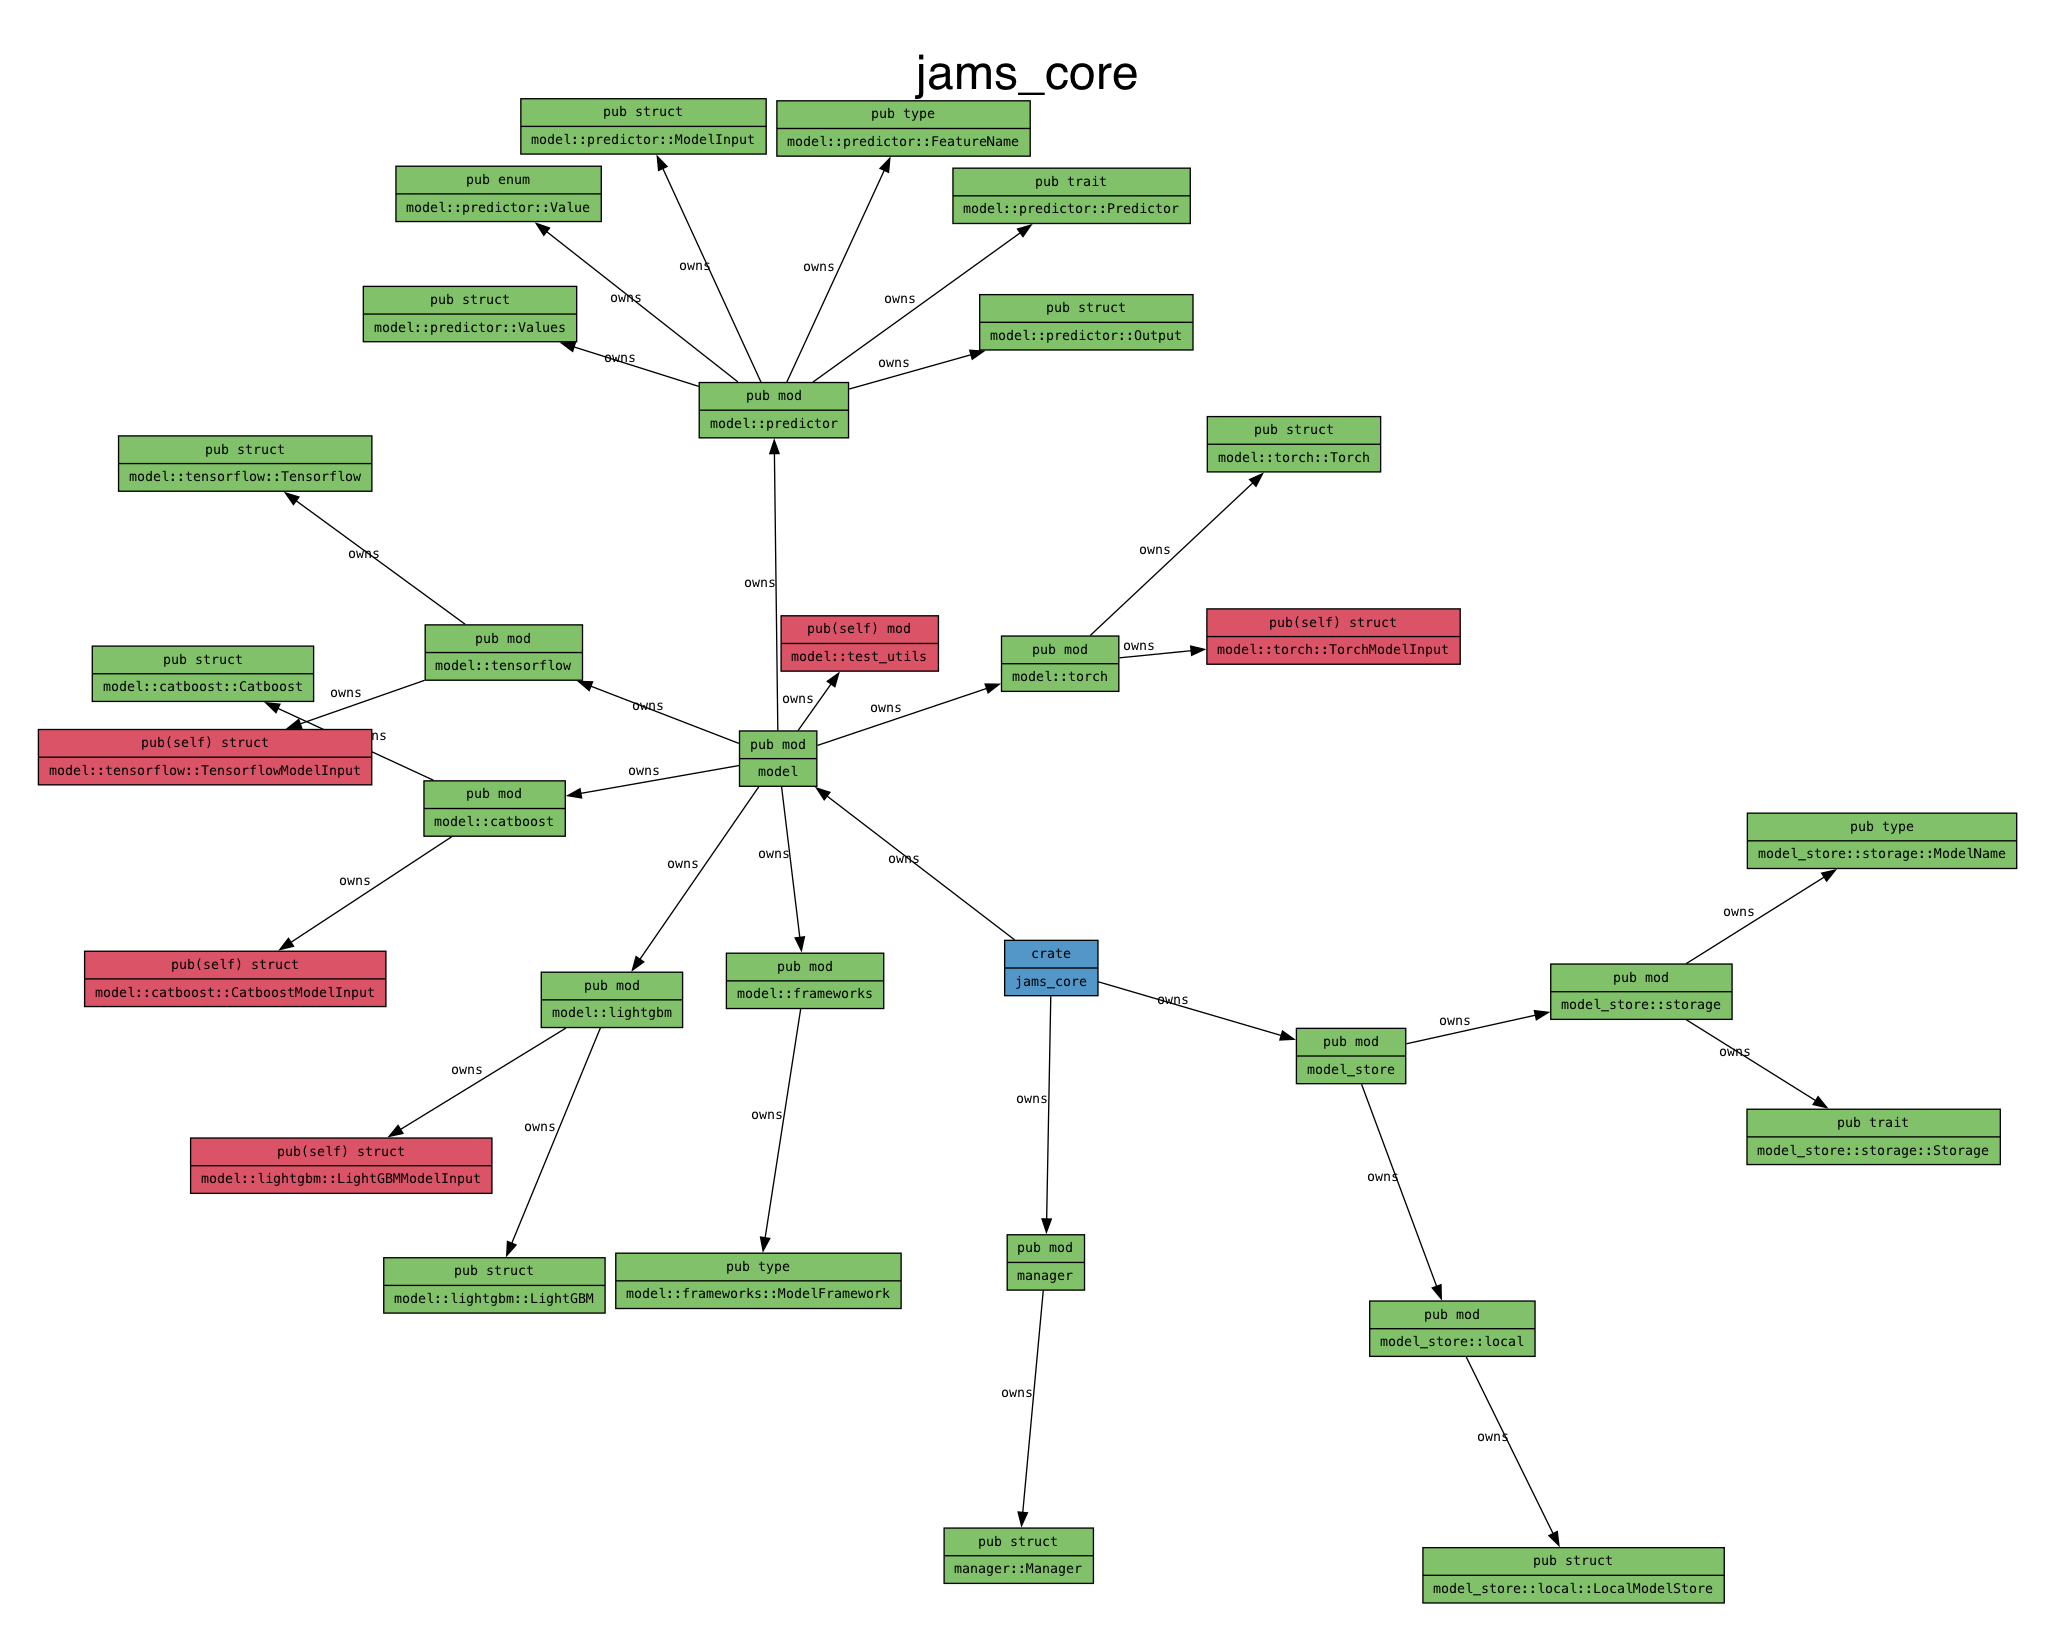 jams_core
pub struct
model::predictor::ModelInput
pub type
model::predictor::FeatureName
pub enum
model::predictor::Value
pub trait
model::predictor::Predictor
owns
owns
owns
owns
pub struct
model::predictor::Values
pub struct
model::predictor::Output
owns
owns
pub mod
model::predictor
pub struct
model::tensorflow::Tensorflow
pub struct
model::torch::Torch
owns
owns
owns
pub mod
model::tensorflow
pub(self) mod
model::test_utils
pub mod
model::torch
pub(self) struct
model::torch::TorchModelInput
owns
pub struct
model::catboost::Catboost
owns
owns
owns
owns
pub(self) struct
model::tensorflow::TensorflowModelInput
pub mod
model
owns
pub mod
model::catboost
owns
owns
owns
owns
pub type
model_store::storage::ModelName
owns
pub(self) struct
model::catboost::CatboostModelInput
pub mod
model::lightgbm
pub mod
model::frameworks
crate
jams_core
owns
pub mod
model_store
owns
pub mod
model_store::storage
owns
owns
owns
owns
owns
pub trait
model_store::storage::Storage
pub(self) struct
model::lightgbm::LightGBMModelInput
owns
pub struct
model::lightgbm::LightGBM
pub type
model::frameworks::ModelFramework
pub mod
manager
pub mod
model_store::local
owns
owns
pub struct
manager::Manager
pub struct
model_store::local::LocalModelStore